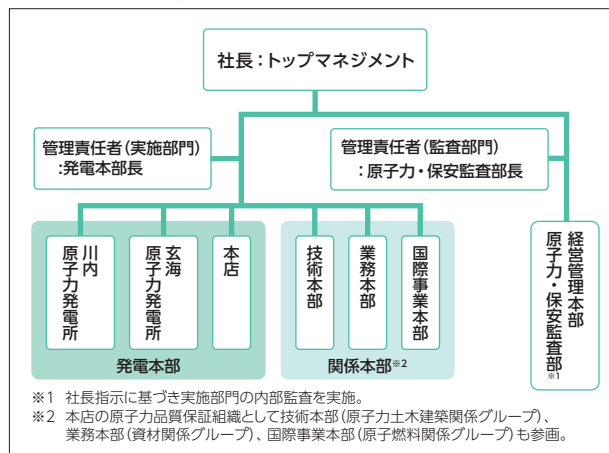 社長：トップマネジメント
管理責任者（実施部門）
：発電本部長
管理責任者（監査部門）
：原子力・保安監査部長
川内
原子力発電所
玄海
原子力発電所
本店
技術本部
業務本部
国際事業本部
経営管理本部
原子力・保安監査部※1
発電本部
関係本部※2
※1 社長指示に基づき実施部門の内部監査を実施。
※2 本店の原子力品質保証組織として技術本部（原子力土木建築関係グループ）、
業務本部（資材関係グループ）、国際事業本部（原子燃料関係グループ）も参画。